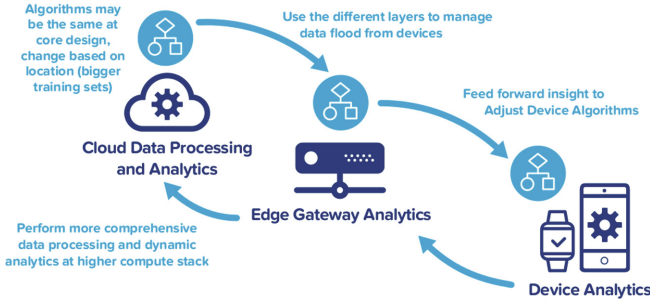 Algorithms may
be the same at
core design,
change based on
location (bigger
training sets)
Use the different layers to manage
data flood from devices
Feed forward insight to
Adjust Device Algorithms
Cloud Data Processing
and Analytics
Edge Gateway Analytics
Perform more comprehensive
data processing and dynamic
analytics at higher compute stack
Device Analytics